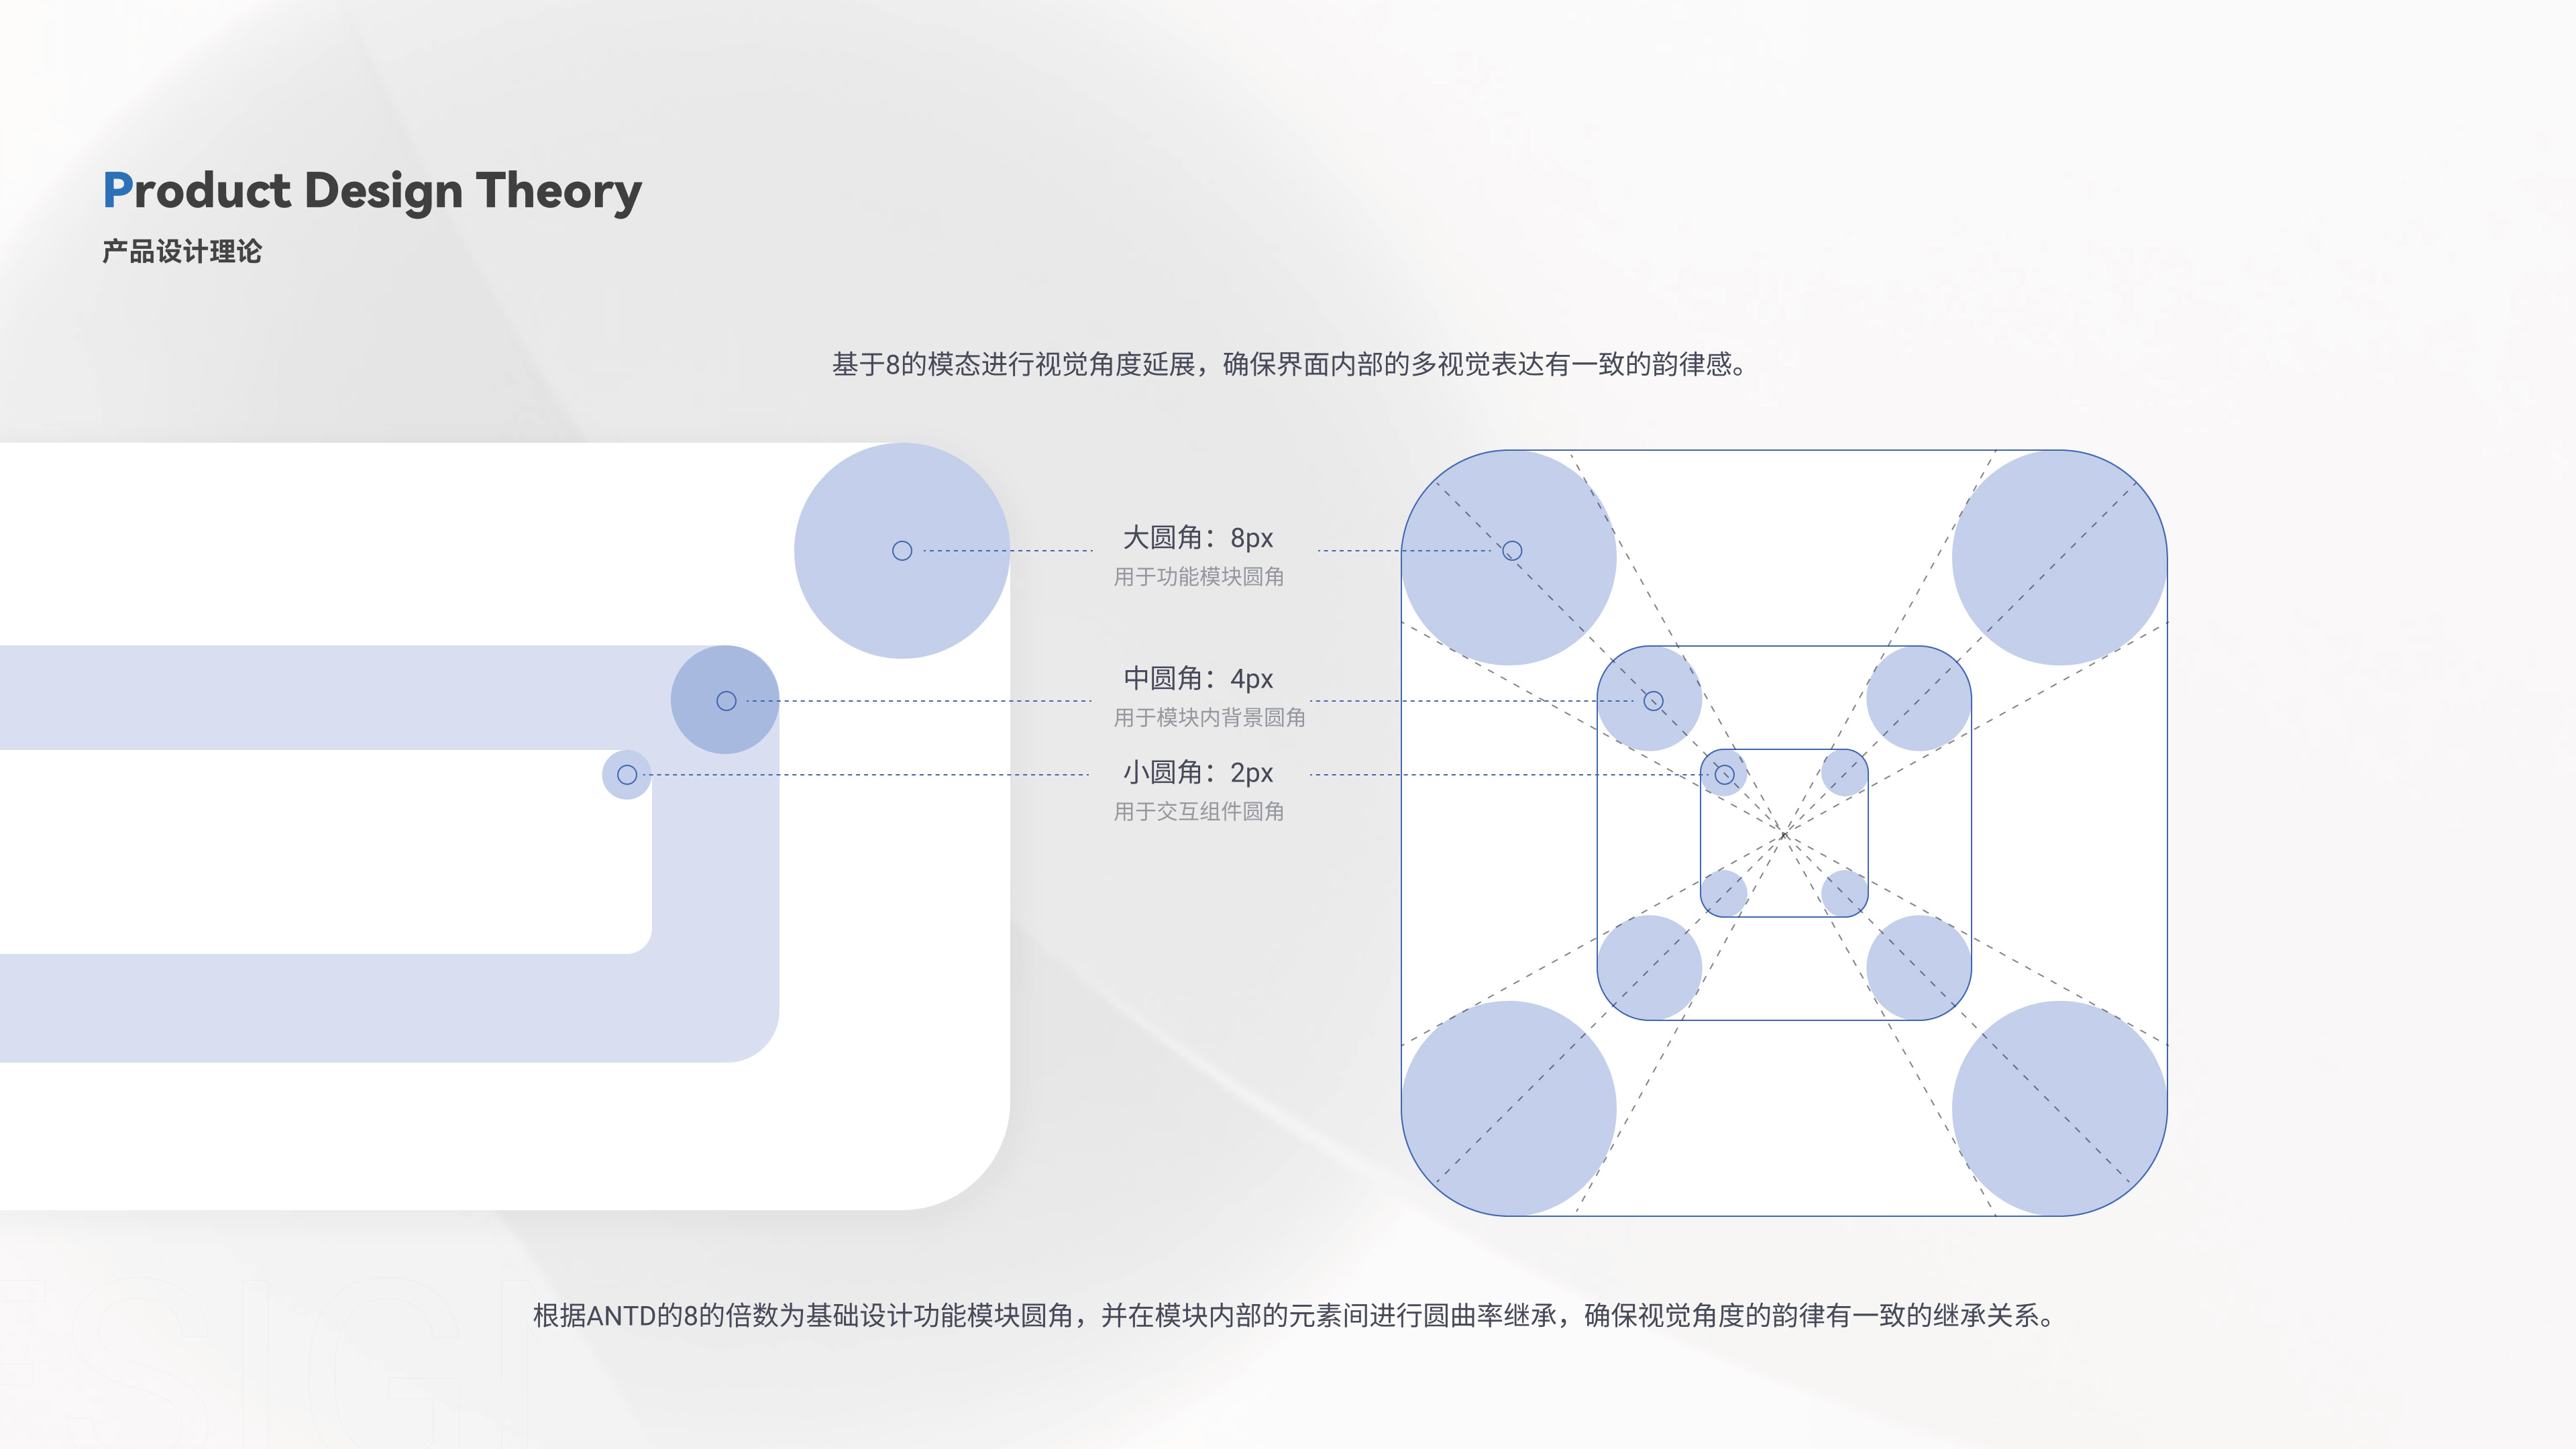 Product Design Theory
产品设计理论
基于8的模态进行视觉角度延展，确保界面内部的多视觉表达有一致的韵律感。
大圆角：8px
用于功能模块圆角
中圆角：4px
用于模块内背景圆角
小圆角：2px
用于交互组件圆角
根据ANTD的8的倍数为基础设计功能模块圆角，并在模块内部的元素间进行圆曲率继承，确保视觉角度的韵律有一致的继承关系。